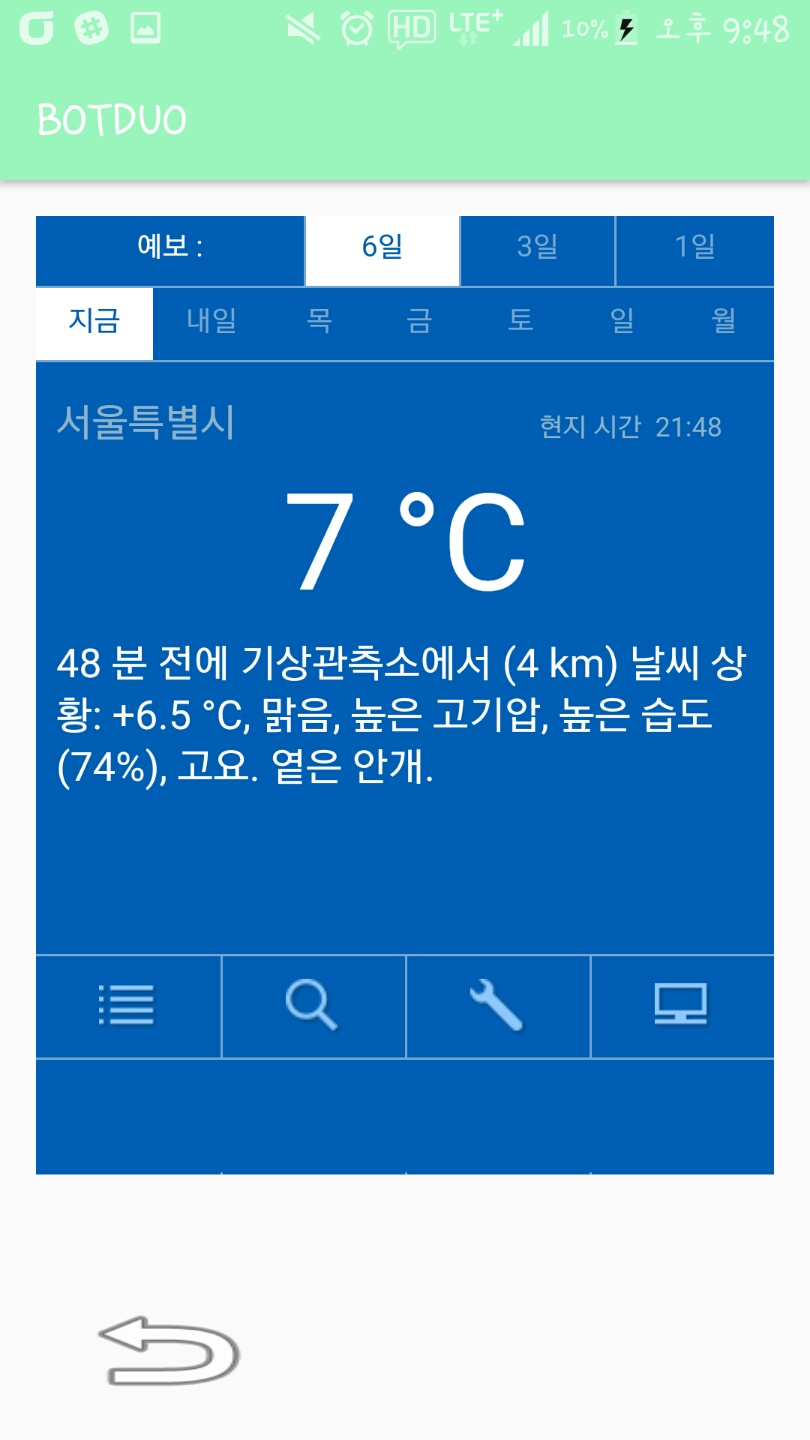 HD LTE+ 10% 오후 9:48
BOTDUO
예보 : 6일 3일 1일
지금 내일 목 금 토 일 월
서울특별시 현지 시간 21:48
7 °C
48 분 전에 기상관측소에서 (4 km) 날씨 상
황: +6.5 °C, 맑음, 높은 고기압, 높은 습도
(74%), 고요. 옅은 안개.